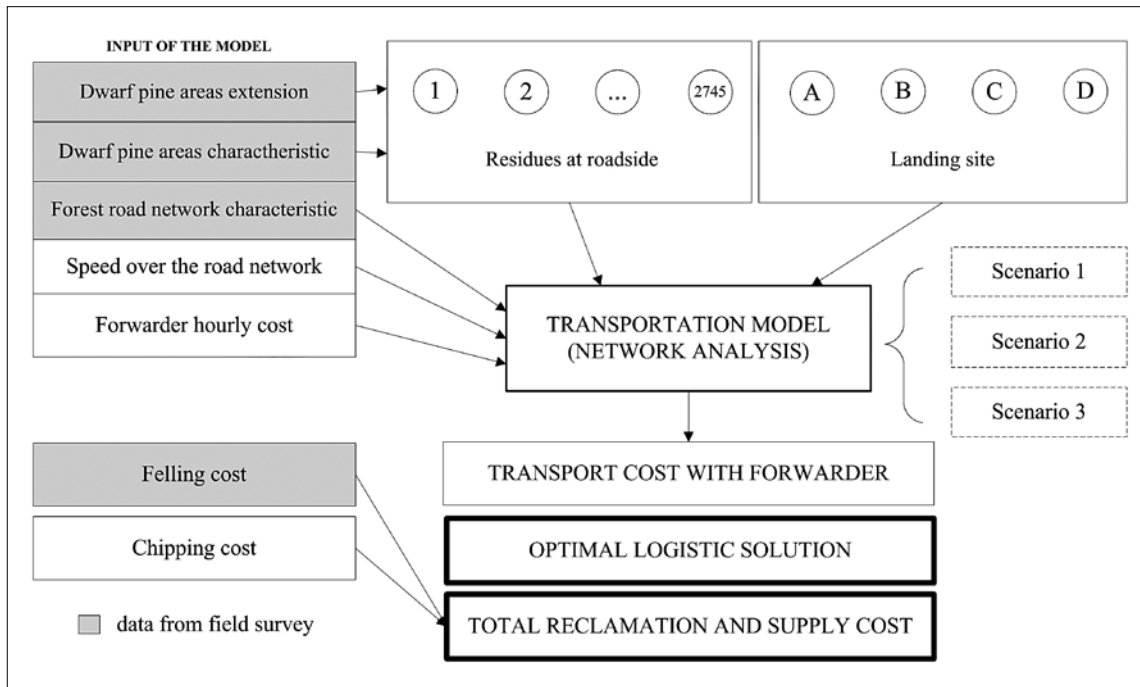 INPUT OF THE MODEL
Dwarf pine areas extension
Dwarf pine areas charactheristic
Forest road network characteristic
Speed over the road network
Forwarder hourly cost
1
2
...
2745
Residues at roadside
A
B
C
D
Landing site
TRANSPORTATION MODEL
(NETWORK ANALYSIS)
Scenario 1
Scenario 2
Scenario 3
Felling cost
Chipping cost
data from field survey
TRANSPORT COST WITH FORWARDER
OPTIMAL LOGISTIC SOLUTION
TOTAL RECLAMATION AND SUPPLY COST